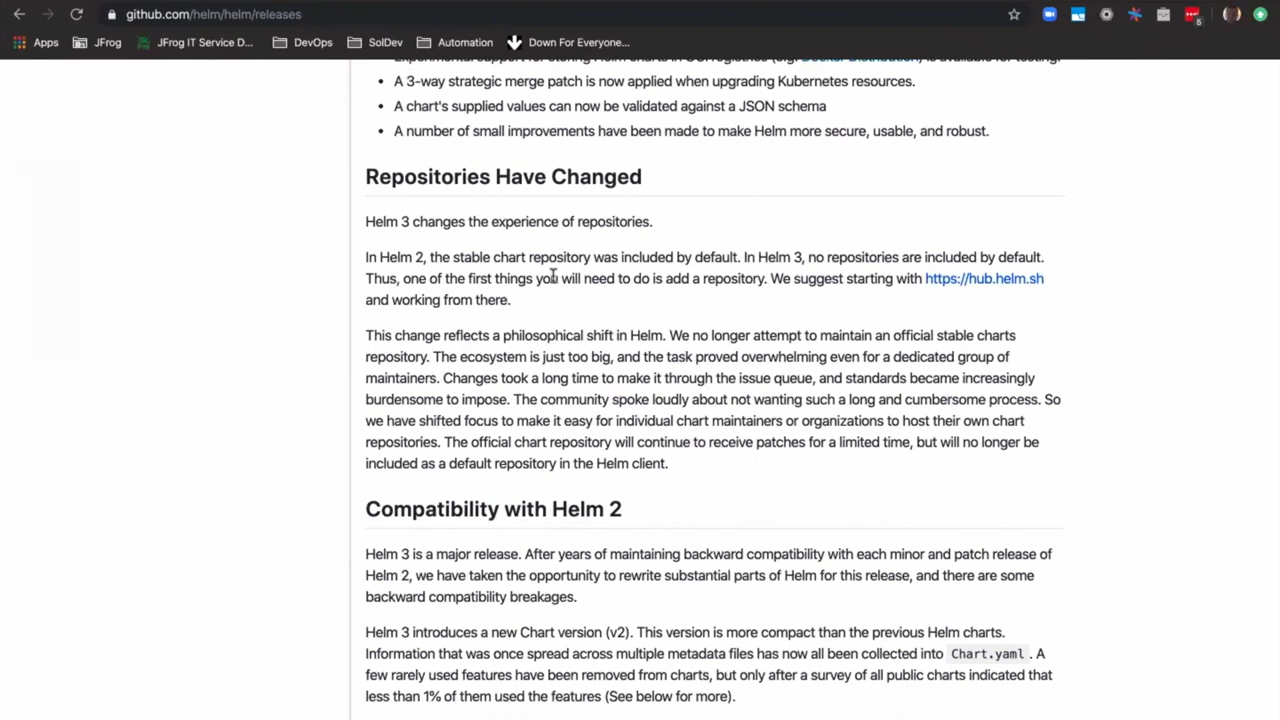 github.com/helm/helm/releases
Apps JFrog JFrog IT Service D... DevOps SolDev Automation Down For Everyone...
Experimental support for storing Helm charts in OCI registries (e.g. Docker Distribution) is available for testing.
• A 3-way strategic merge patch is now applied when upgrading Kubernetes resources.
• A chart's supplied values can now be validated against a JSON schema
• A number of small improvements have been made to make Helm more secure, usable, and robust.
Repositories Have Changed
Helm 3 changes the experience of repositories.
In Helm 2, the stable chart repository was included by default. In Helm 3, no repositories are included by default.
Thus, one of the first things you will need to do is add a repository. We suggest starting with https://hub.helm.sh
and working from there.
This change reflects a philosophical shift in Helm. We no longer attempt to maintain an official stable charts
repository. The ecosystem is just too big, and the task proved overwhelming even for a dedicated group of
maintainers. Changes took a long time to make it through the issue queue, and standards became increasingly
burdensome to impose. The community spoke loudly about not wanting such a long and cumbersome process. So
we have shifted focus to make it easy for individual chart maintainers or organizations to host their own chart
repositories. The official chart repository will continue to receive patches for a limited time, but will no longer be
included as a default repository in the Helm client.
Compatibility with Helm 2
Helm 3 is a major release. After years of maintaining backward compatibility with each minor and patch release of
Helm 2, we have taken the opportunity to rewrite substantial parts of Helm for this release, and there are some
backward compatibility breakages.
Helm 3 introduces a new Chart version (v2). This version is more compact than the previous Helm charts.
Information that was once spread across multiple metadata files has now all been collected into Chart.yaml . A
few rarely used features have been removed from charts, but only after a survey of all public charts indicated that
less than 1% of them used the features (See below for more).